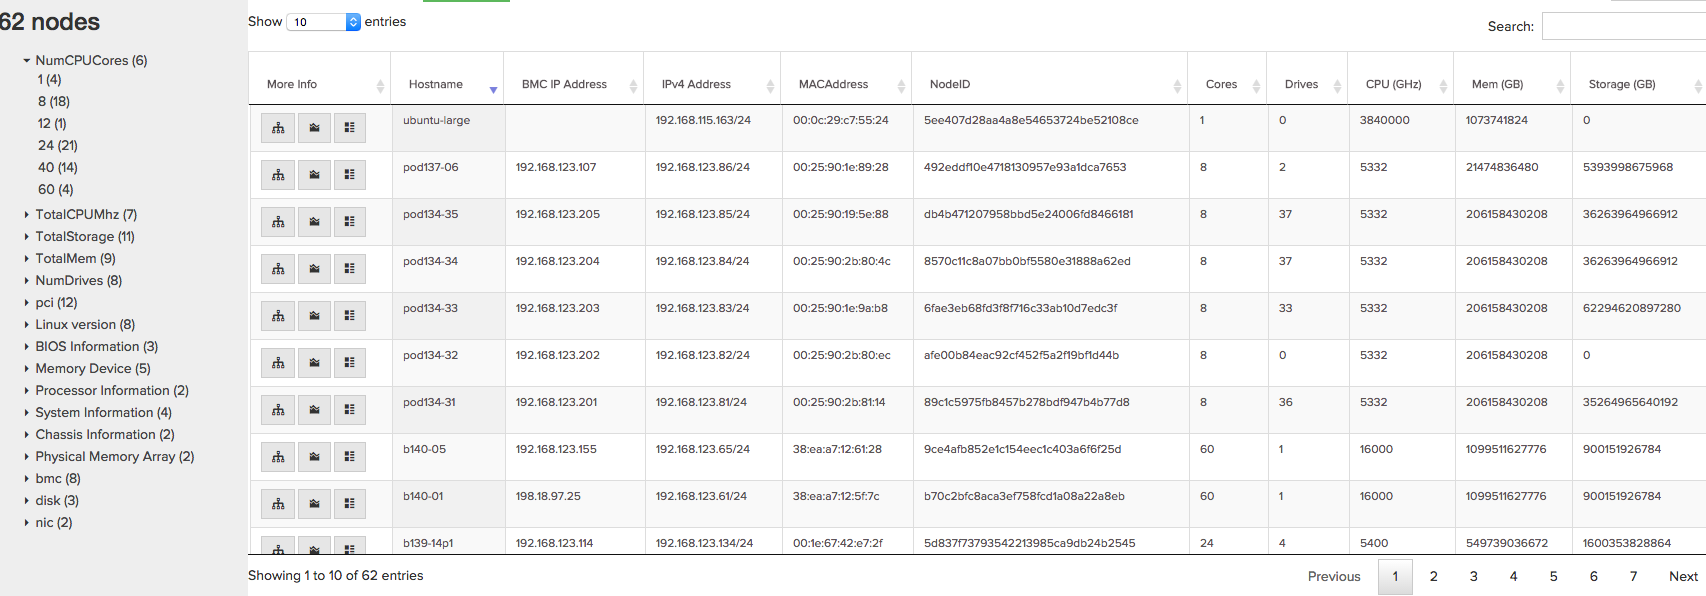 62 nodes
NumCPUCores (6)
1 (4)
8 (18)
12 (1)
24 (21)
40 (14)
60 (4)
TotalCPUMhz (7)
TotalStorage (11)
TotalMem (9)
NumDrives (8)
pci (12)
Linux version (8)
BIOS Information (3)
Memory Device (5)
Processor Information (2)
System Information (4)
Chassis Information (2)
Physical Memory Array (2)
bmc (8)
disk (3)
nic (2)
Show 10 entries
Search:
More Info Hostname BMC IP Address IPv4 Address MACAddress NodeID Cores Drives CPU (GHz) Mem (GB) Storage (GB)
ubuntu-large 192.168.115.163/24 00:0c:29:c7:55:24 5ee407d28aa4a8e54653724be52108ce 1 0 3840000 1073741824 0
pod137-06 192.168.123.107 192.168.123.86/24 00:25:90:1e:89:28 492eddf10e4718130957e93a1dca7653 8 2 5332 21474836480 5393998675968
pod134-35 192.168.123.205 192.168.123.85/24 00:25:90:19:5e:88 db4b471207958bbd5e24006fd8466181 8 37 5332 206158430208 36263964966912
pod134-34 192.168.123.204 192.168.123.84/24 00:25:90:2b:80:4c 8570c11c8a07bb0bf5580e31888a62ed 8 37 5332 206158430208 36263964966912
pod134-33 192.168.123.203 192.168.123.83/24 00:25:90:1e:9a:b8 6fae3eb68fd3f8f716c33ab10d7edc3f 8 33 5332 206158430208 62294620897280
pod134-32 192.168.123.202 192.168.123.82/24 00:25:90:2b:80:ec afe00b84eac92cf452f5a2f19bf1d44b 8 0 5332 206158430208 0
pod134-31 192.168.123.201 192.168.123.81/24 00:25:90:2b:81:14 89c1c5975fb8457b278bdf947b4b77d8 8 36 5332 206158430208 35264965640192
b140-05 192.168.123.155 192.168.123.65/24 38:ea:a7:12:61:28 9ce4afb852e1c154eec1c403a6f6f25d 60 1 16000 1099511627776 900151926784
b140-01 198.18.97.25 192.168.123.61/24 38:ea:a7:12:5f:7c b70c2bfc8aca3ef758fcd1a08a22a8eb 60 1 16000 1099511627776 900151926784
b139-14p1 192.168.123.114 192.168.123.134/24 00:1e:67:42:e7:2f 5d837f73793542213985ca9db24b2545 24 4 5400 549739036672 1600353828864
Showing 1 to 10 of 62 entries
Previous 1 2 3 4 5 6 7 Next